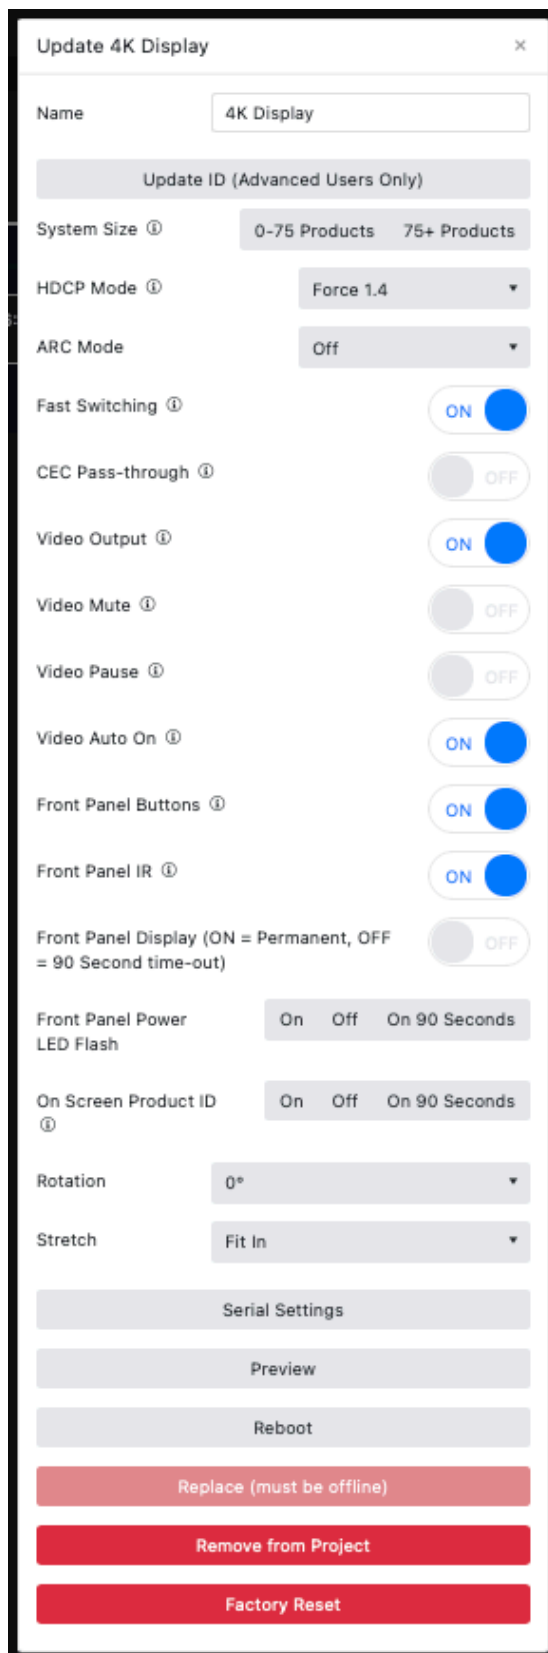 Update 4K Display ×
Name 4K Display
Update ID (Advanced Users Only)
System Size ⓘ 0-75 Products 75+ Products
HDCP Mode ⓘ Force 1.4
ARC Mode Off
Fast Switching ⓘ ON
CEC Pass-through ⓘ OFF
Video Output ⓘ ON
Video Mute ⓘ OFF
Video Pause ⓘ OFF
Video Auto On ⓘ ON
Front Panel Buttons ⓘ ON
Front Panel IR ⓘ ON
Front Panel Display (ON = Permanent, OFF
= 90 Second time-out) OFF
Front Panel Power
LED Flash On Off On 90 Seconds
On Screen Product ID
ⓘ On Off On 90 Seconds
Rotation 0°
Stretch Fit In
Serial Settings
Preview
Reboot
Replace (must be offline)
Remove from Project
Factory Reset